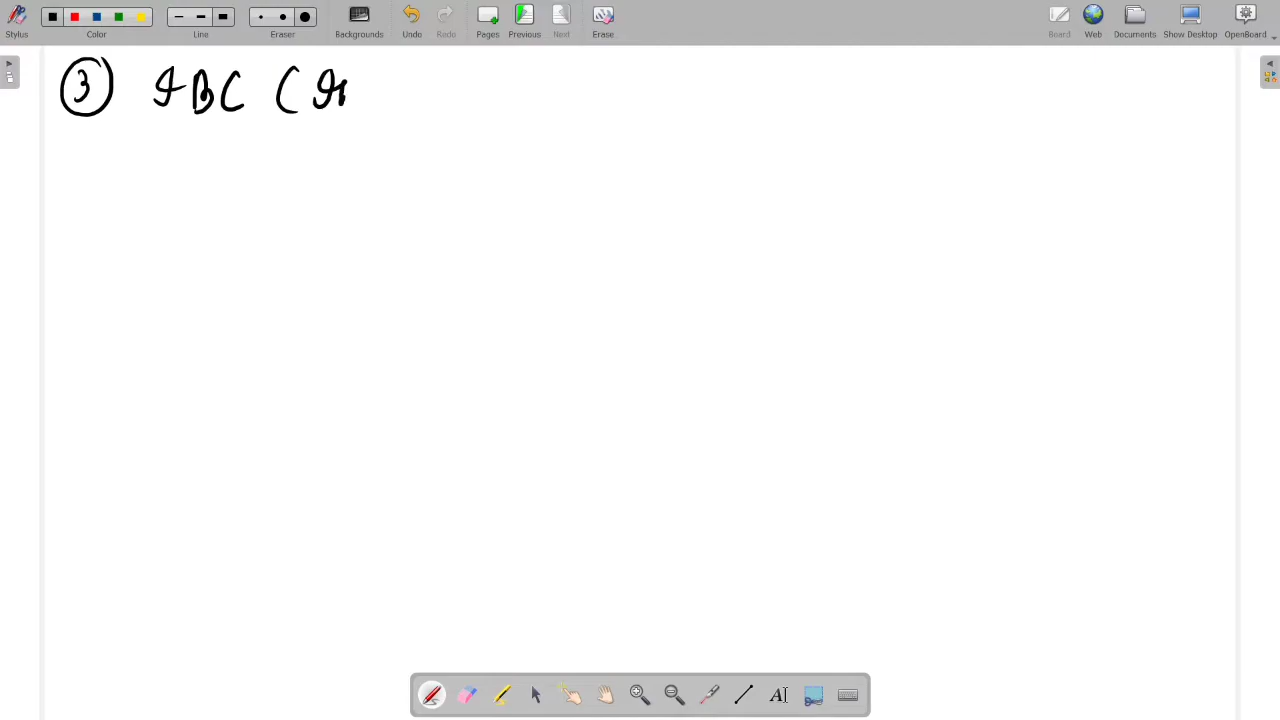 Stylus Color Line Eraser Backgrounds Undo Redo Pages Previous Next Erase Board Web Documents Show Desktop OpenBoard
③ ABC (